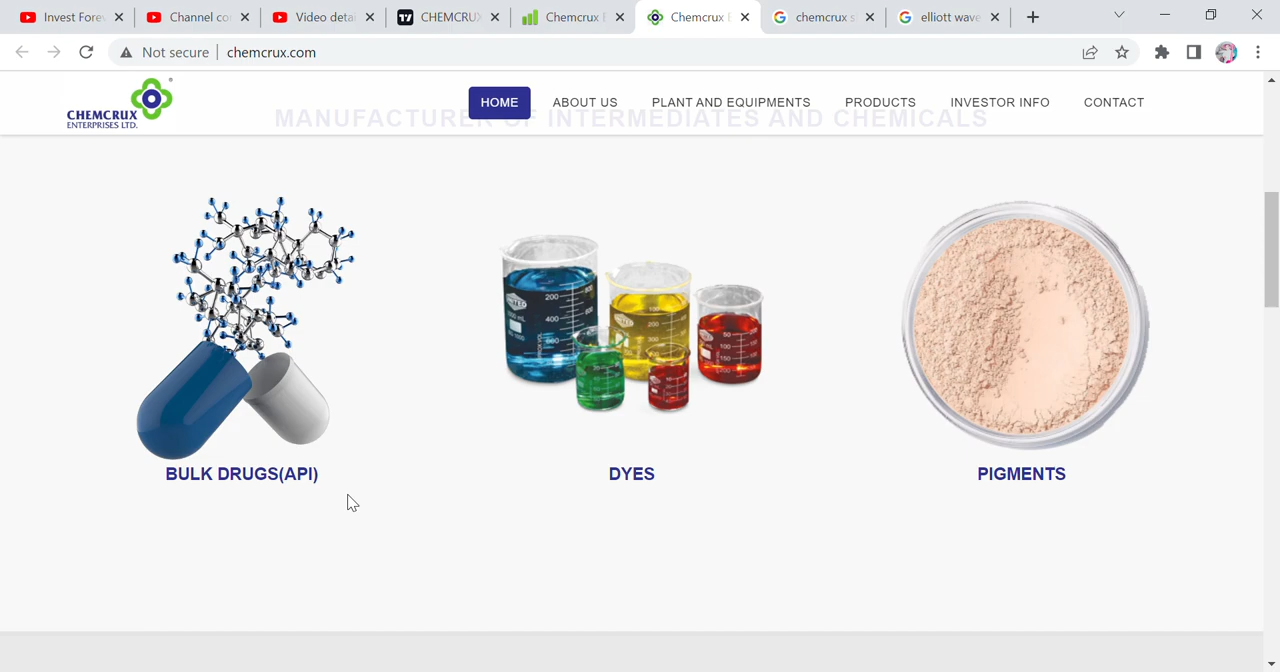 Invest Fore
Channel co
Video deta
CHEMCRUX
Chemcrux E
Chemcrux E
chemcrux s
elliott wave
Not secure
chemcrux.com
CHEMCRUX
ENTERPRISES LTD.
HOME
ABOUT US
PLANT AND EQUIPMENTS
PRODUCTS
INVESTOR INFO
CONTACT
MANUFACTURER OF INTERMEDIATES AND CHEMICALS
BULK DRUGS(API)
DYES
PIGMENTS